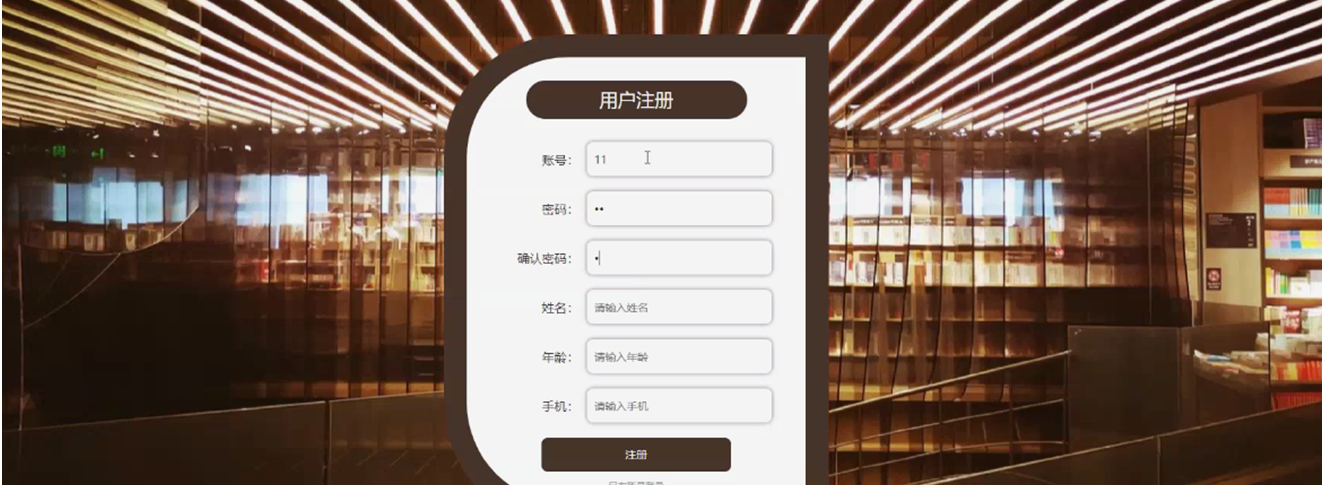 用户注册
账号： 11
密码： ••
确认密码： •
姓名： 请输入姓名
年龄： 请输入年龄
手机： 请输入手机
注册